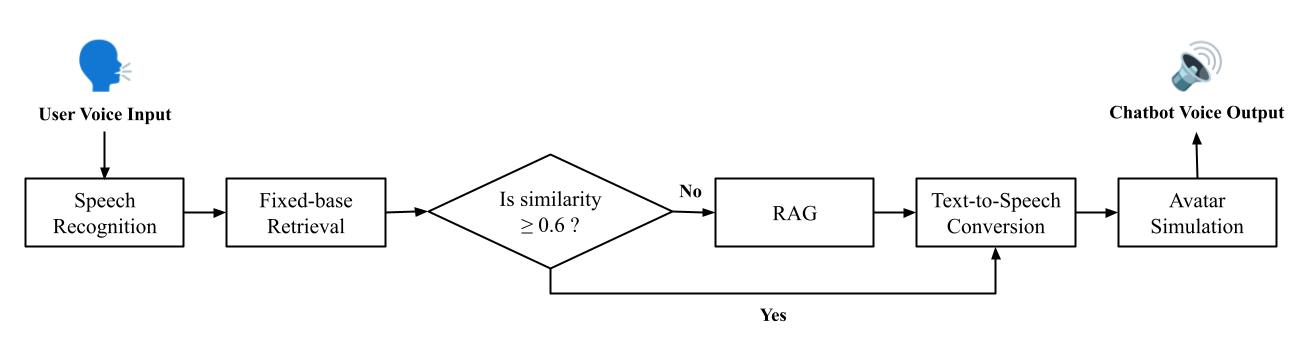 User Voice Input
Speech
Recognition
Fixed-base
Retrieval
Is similarity
≥ 0.6 ?
No
RAG
Yes
Text-to-Speech
Conversion
Avatar
Simulation
Chatbot Voice Output